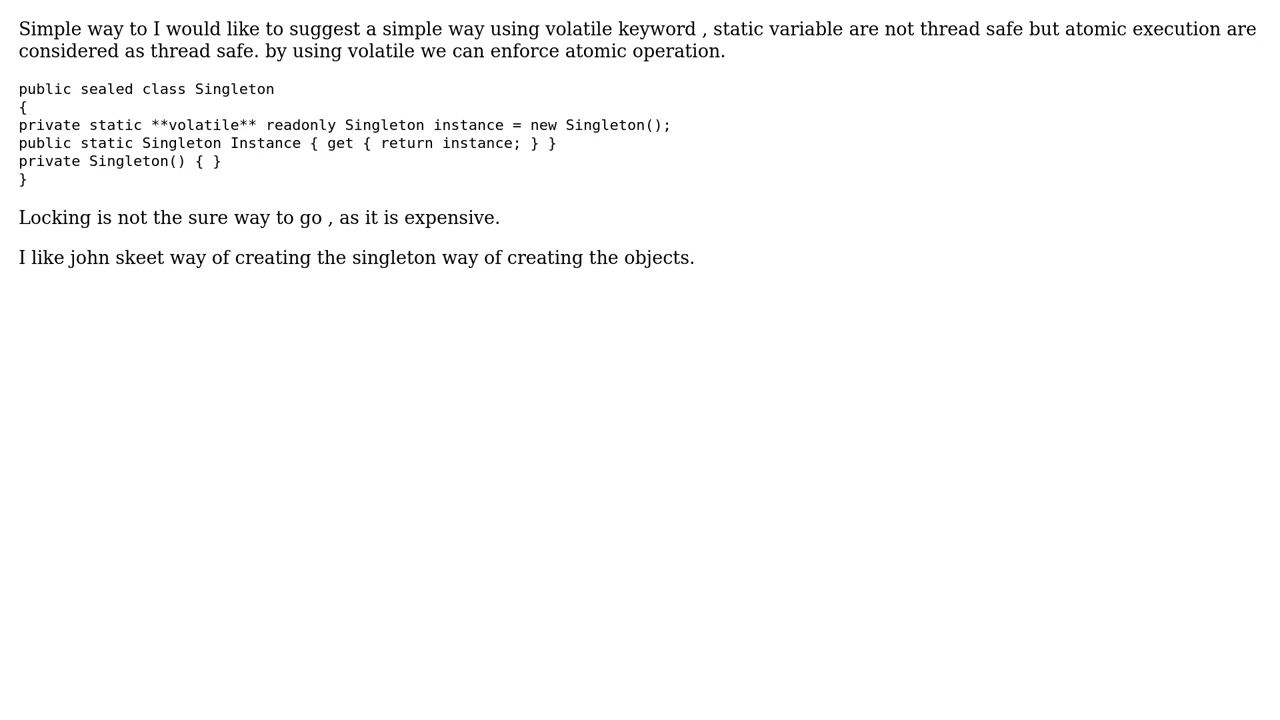 Simple way to I would like to suggest a simple way using volatile keyword , static variable are not thread safe but atomic execution are
considered as thread safe. by using volatile we can enforce atomic operation.
public sealed class Singleton
{
private static **volatile** readonly Singleton instance = new Singleton();
public static Singleton Instance { get { return instance; } }
private Singleton() { }
}
Locking is not the sure way to go , as it is expensive.
I like john skeet way of creating the singleton way of creating the objects.